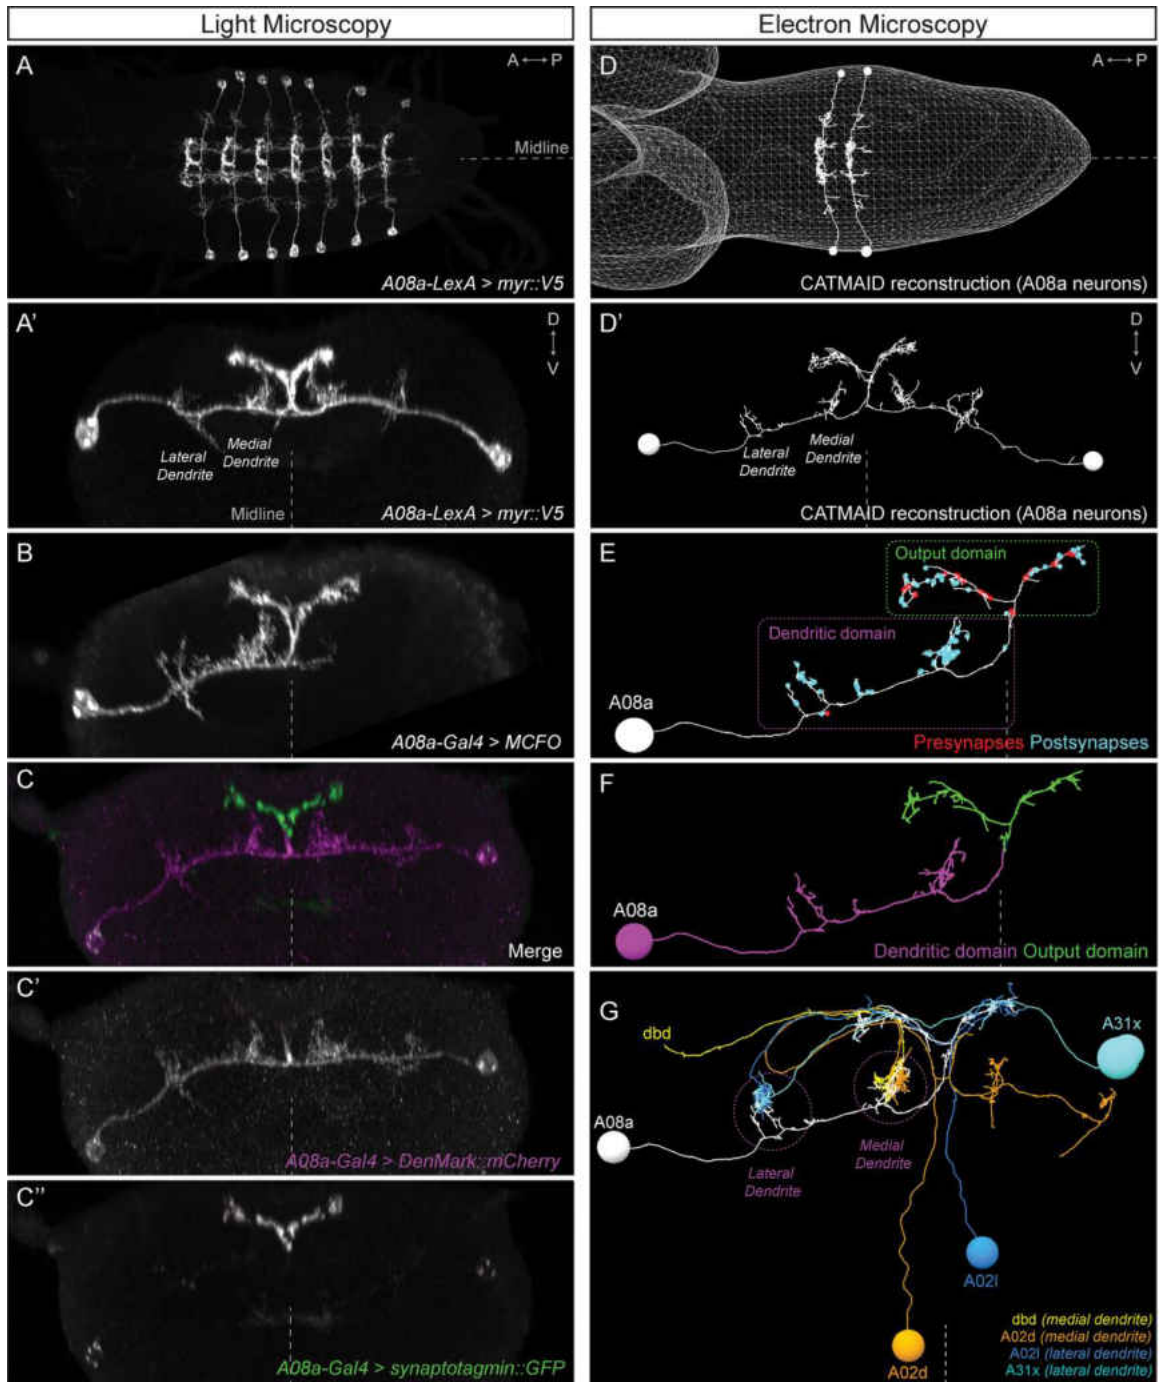 Light Microscopy
A
A ↔ P
Midline
A08a-LexA > myr::V5
A'
D
V
Lateral
Dendrite
Medial
Dendrite
Midline
A08a-LexA > myr::V5
B
A08a-Gal4 > MCFO
C
Merge
C'
A08a-Gal4 > DenMark::mCherry
C''
A08a-Gal4 > synaptotagmin::GFP
Electron Microscopy
D
A ↔ P
CATMAID reconstruction (A08a neurons)
D'
D
V
Lateral
Dendrite
Medial
Dendrite
CATMAID reconstruction (A08a neurons)
E
Output domain
Dendritic domain
A08a
Presynapses Postsynapses
F
A08a
Dendritic domain Output domain
G
dbd
A31x
A08a
Medial
Dendrite
Lateral
Dendrite
A02l
A02d
dbd (medial dendrite)
A02d (medial dendrite)
A02l (lateral dendrite)
A31x (lateral dendrite)